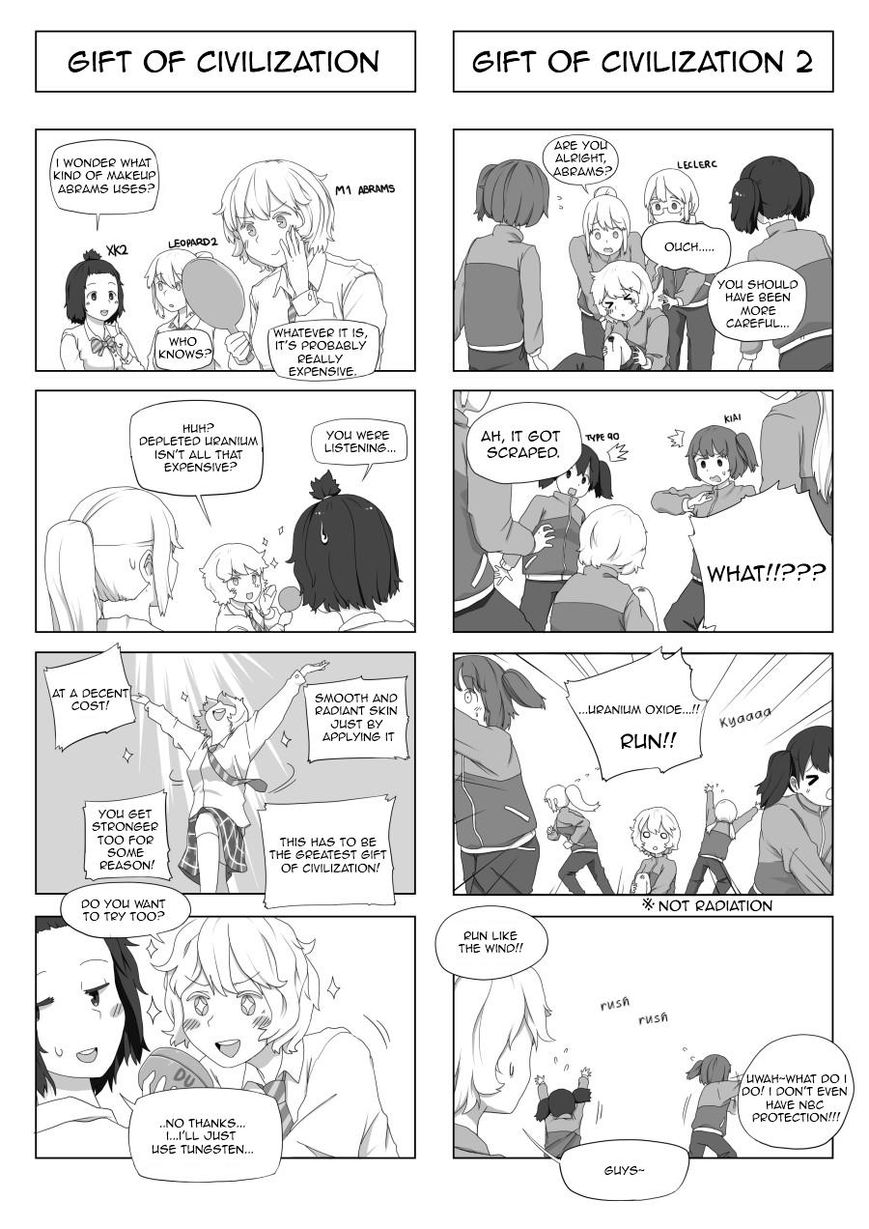 GIFT OF CIVILIZATION
I WONDER WHAT
KIND OF MAKEUP
ABRAMS USES?
XK2
LEOPARD2
M1 ABRAMS
WHO
KNOWS?
WHATEVER IT IS,
IT'S PROBABLY
REALLY
EXPENSIVE.
HUH?
DEPLETED URANIUM
ISN'T ALL THAT
EXPENSIVE?
YOU WERE
LISTENING...
AT A DECENT
COST!
SMOOTH AND
RADIANT SKIN
JUST BY
APPLYING IT
YOU GET
STRONGER
TOO FOR
SOME
REASON!
THIS HAS TO BE
THE GREATEST GIFT
OF CIVILIZATION!
DO YOU WANT
TO TRY TOO?
DU
..NO THANKS...
I...I'LL JUST
USE TUNGSTEN...
GIFT OF CIVILIZATION 2
ARE YOU
ALRIGHT,
ABRAMS?
LECLERC
OUCH.....
YOU SHOULD
HAVE BEEN
MORE
CAREFUL...
AH, IT GOT
SCRAPED.
TYPE 90
K1A1
WHAT!!???
...URANIUM OXIDE...!!
RUN!!
Kyaaaa
※ NOT RADIATION
RUN LIKE
THE WIND!!
rush
rush
UWAH~WHAT DO I
DO! I DON'T EVEN
HAVE NBC
PROTECTION!!!
GUYS~